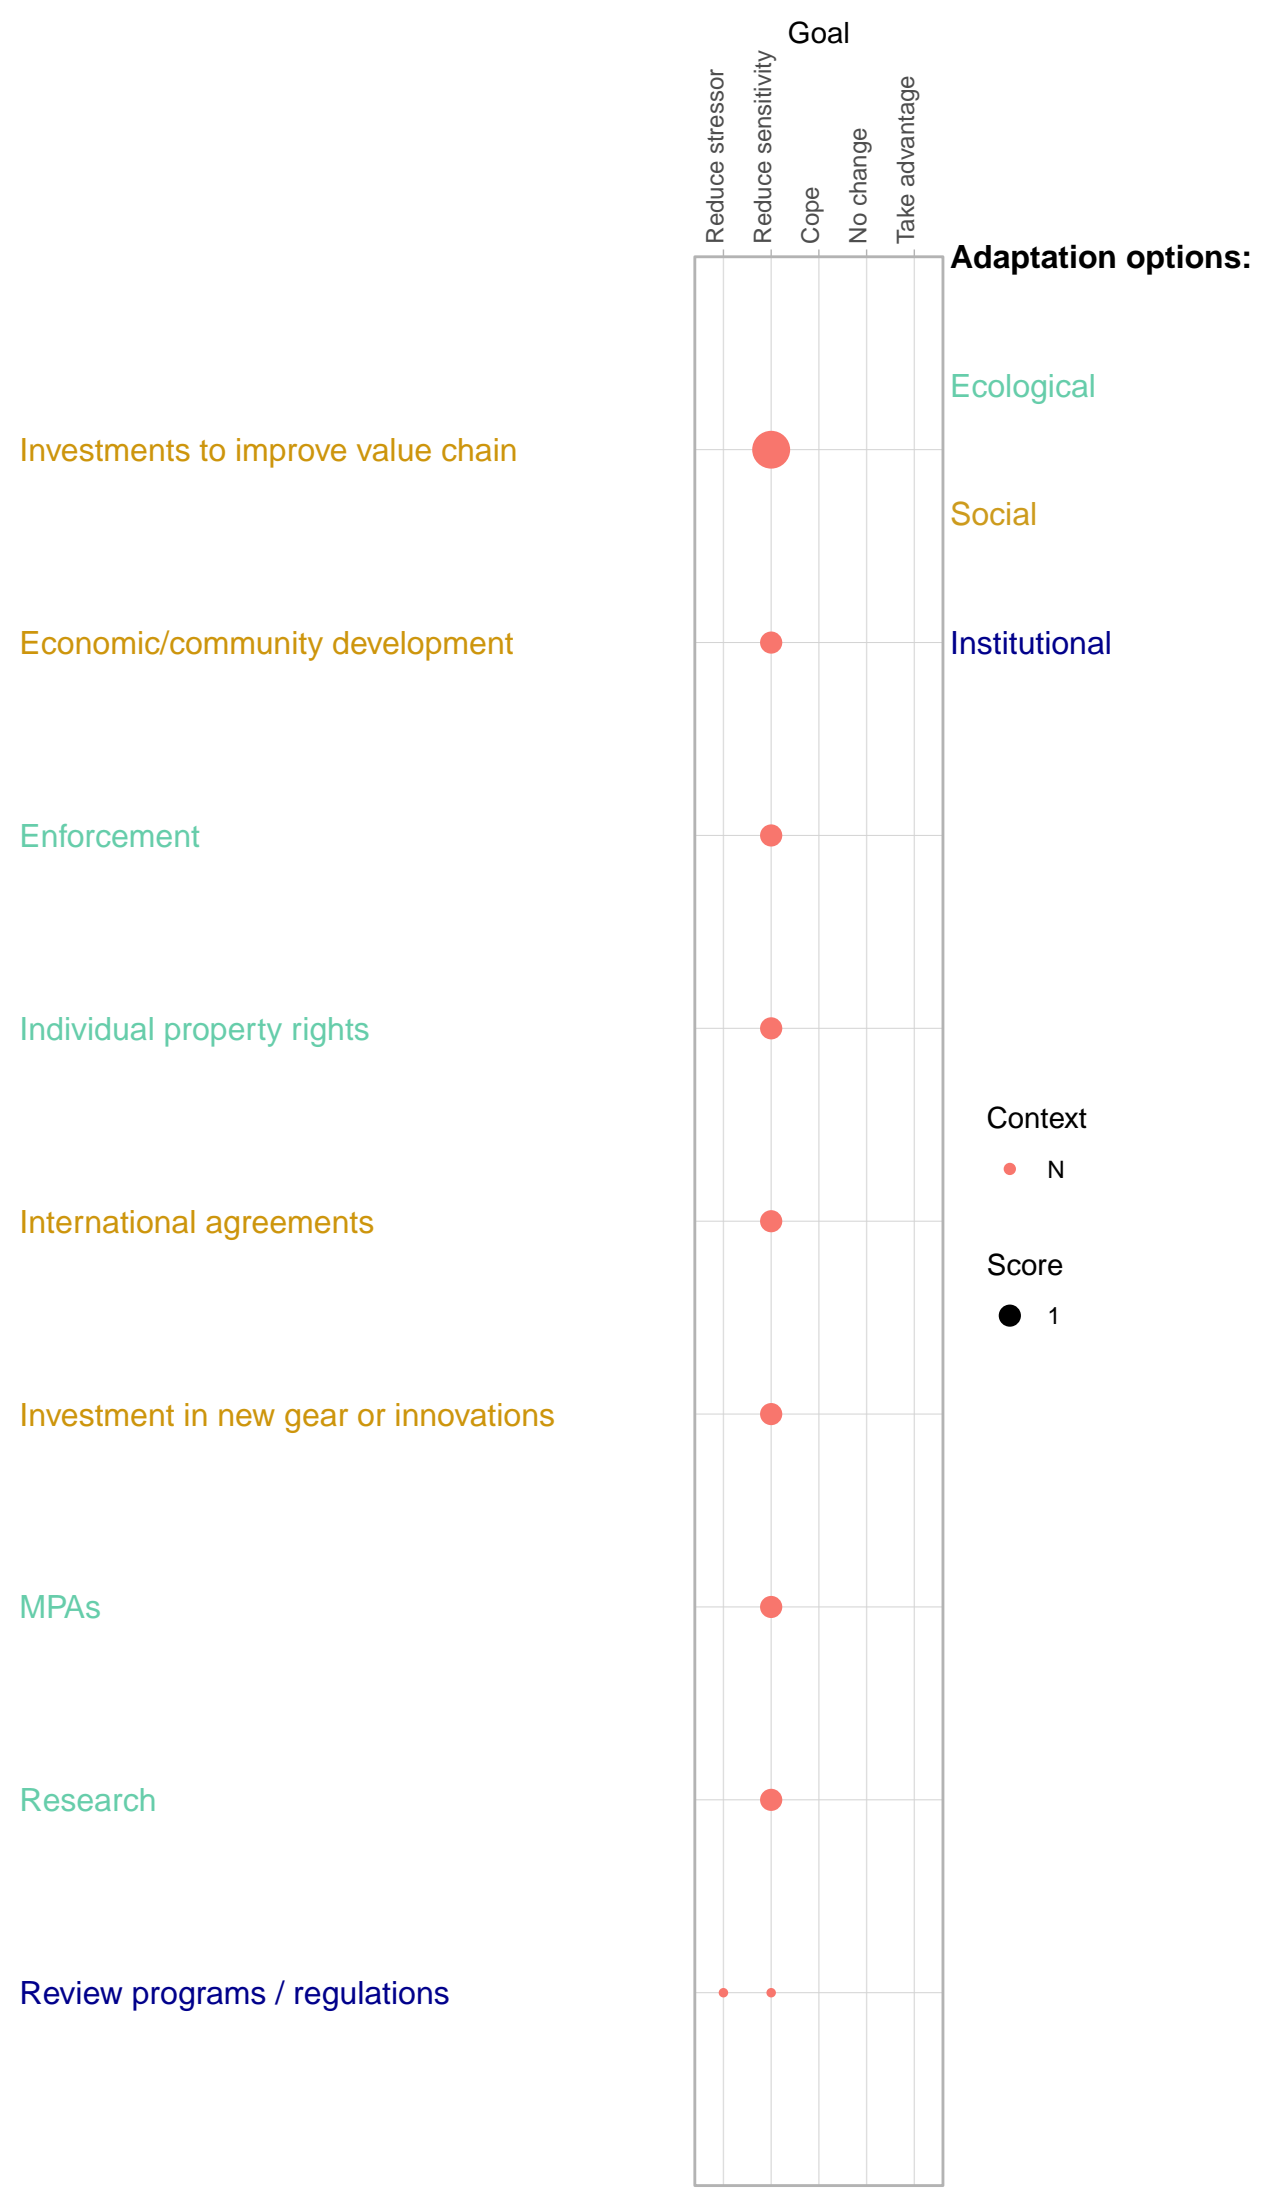 Goal
Reduce stressor
Reduce sensitivity
Cope
No change
Take advantage
Adaptation options:
Ecological
Investments to improve value chain
Social
Economic/community development
Institutional
Enforcement
Individual property rights
Context
N
International agreements
Score
1
Investment in new gear or innovations
MPAs
Research
Review programs / regulations